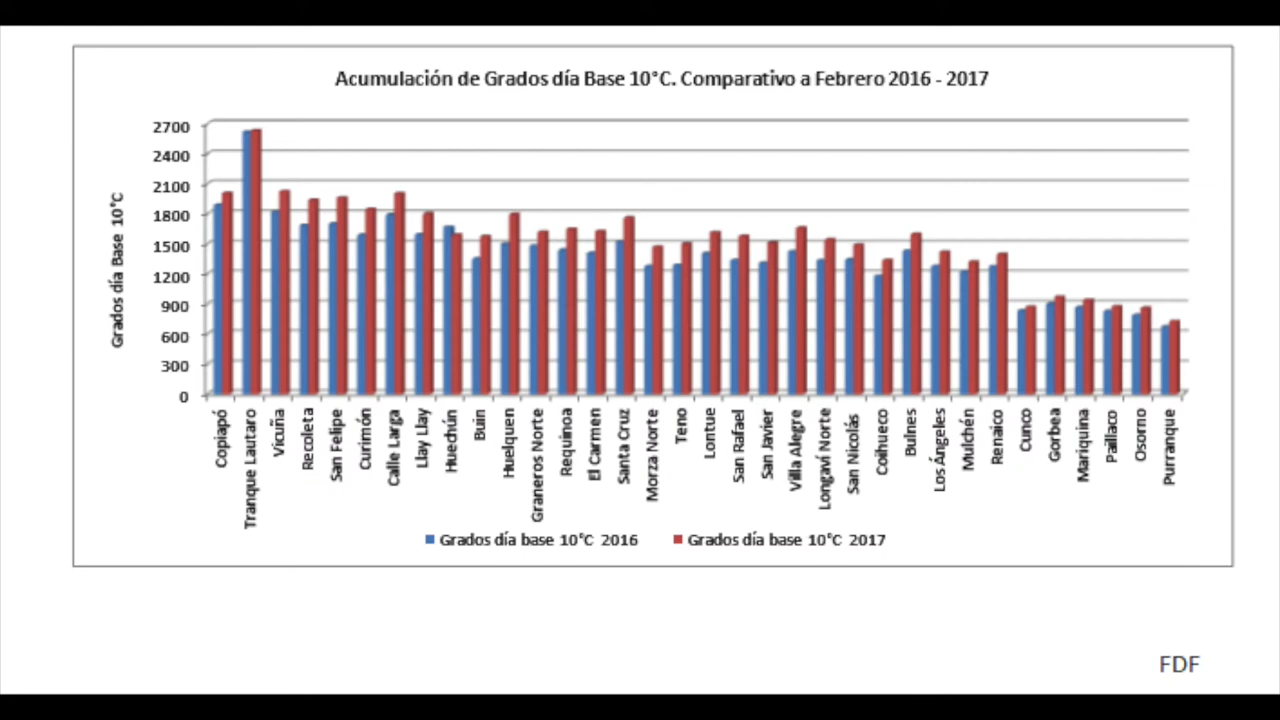 Acumulación de Grados día Base 10°C. Comparativo a Febrero 2016 - 2017
Grados día Base 10°C
2700
2400
2100
1800
1500
1200
900
600
300
0
Copiapó
Tranque Lautaro
Vicuña
Recoleta
San Felipe
Curimón
Calle Larga
Llay Llay
Huechún
Buin
Huelquen
Graneros Norte
Requinoa
El Carmen
Santa Cruz
Morza Norte
Teno
Lontue
San Rafael
San Javier
Villa Alegre
Longaví Norte
San Nicolás
Coihueco
Bulnes
Los Ángeles
Mulchén
Renaico
Cunco
Gorbea
Mariquina
Paillaco
Osorno
Purranque
Grados día base 10°C 2016
Grados día base 10°C 2017
FDF